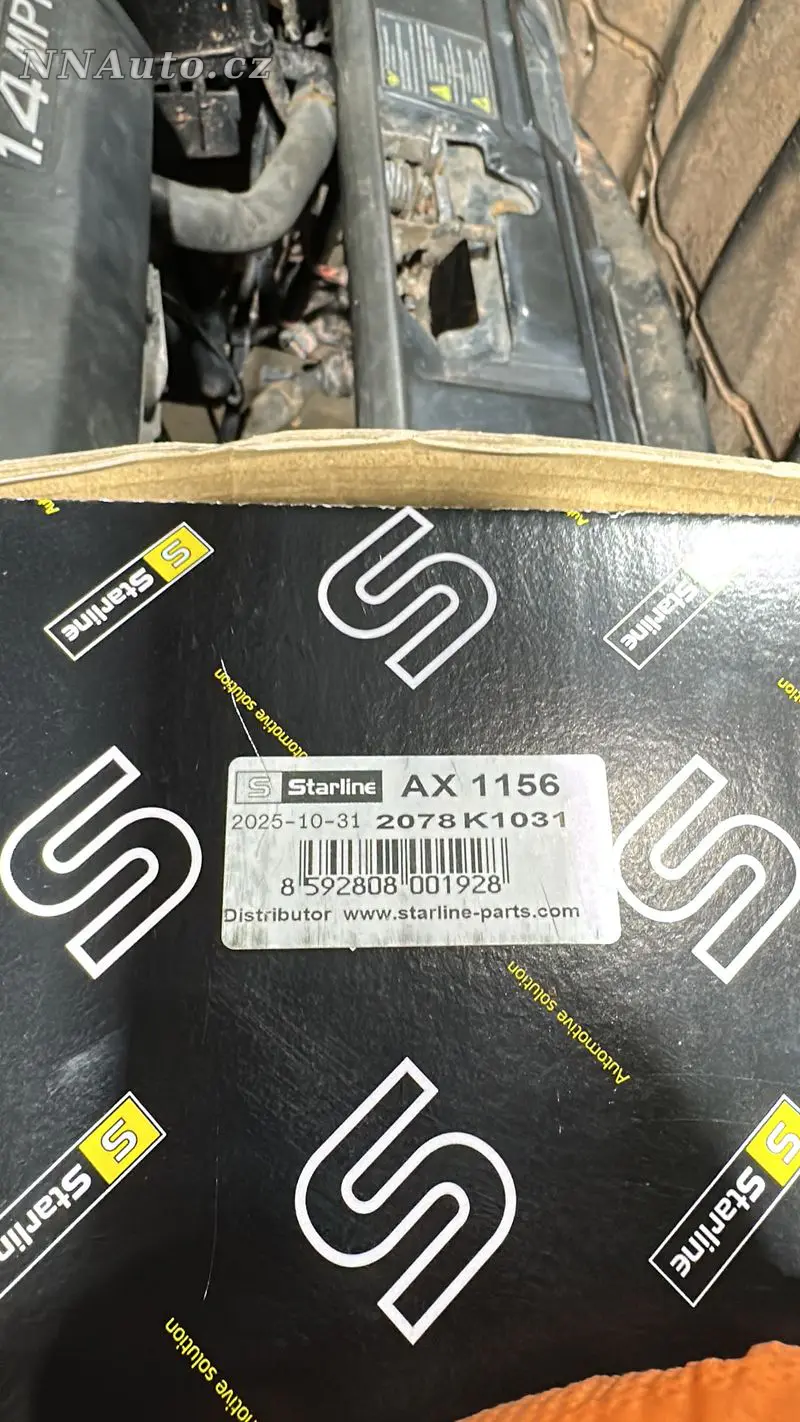 NNAuto.cz
1.4 MPI
Starline
Starline
Automotive solution
Starline AX 1156
2025-10-31 2078 K1031
8 592808 001928
Distributor www.starline-parts.com
Automotive solution
Starline
Starline
Automotive solution